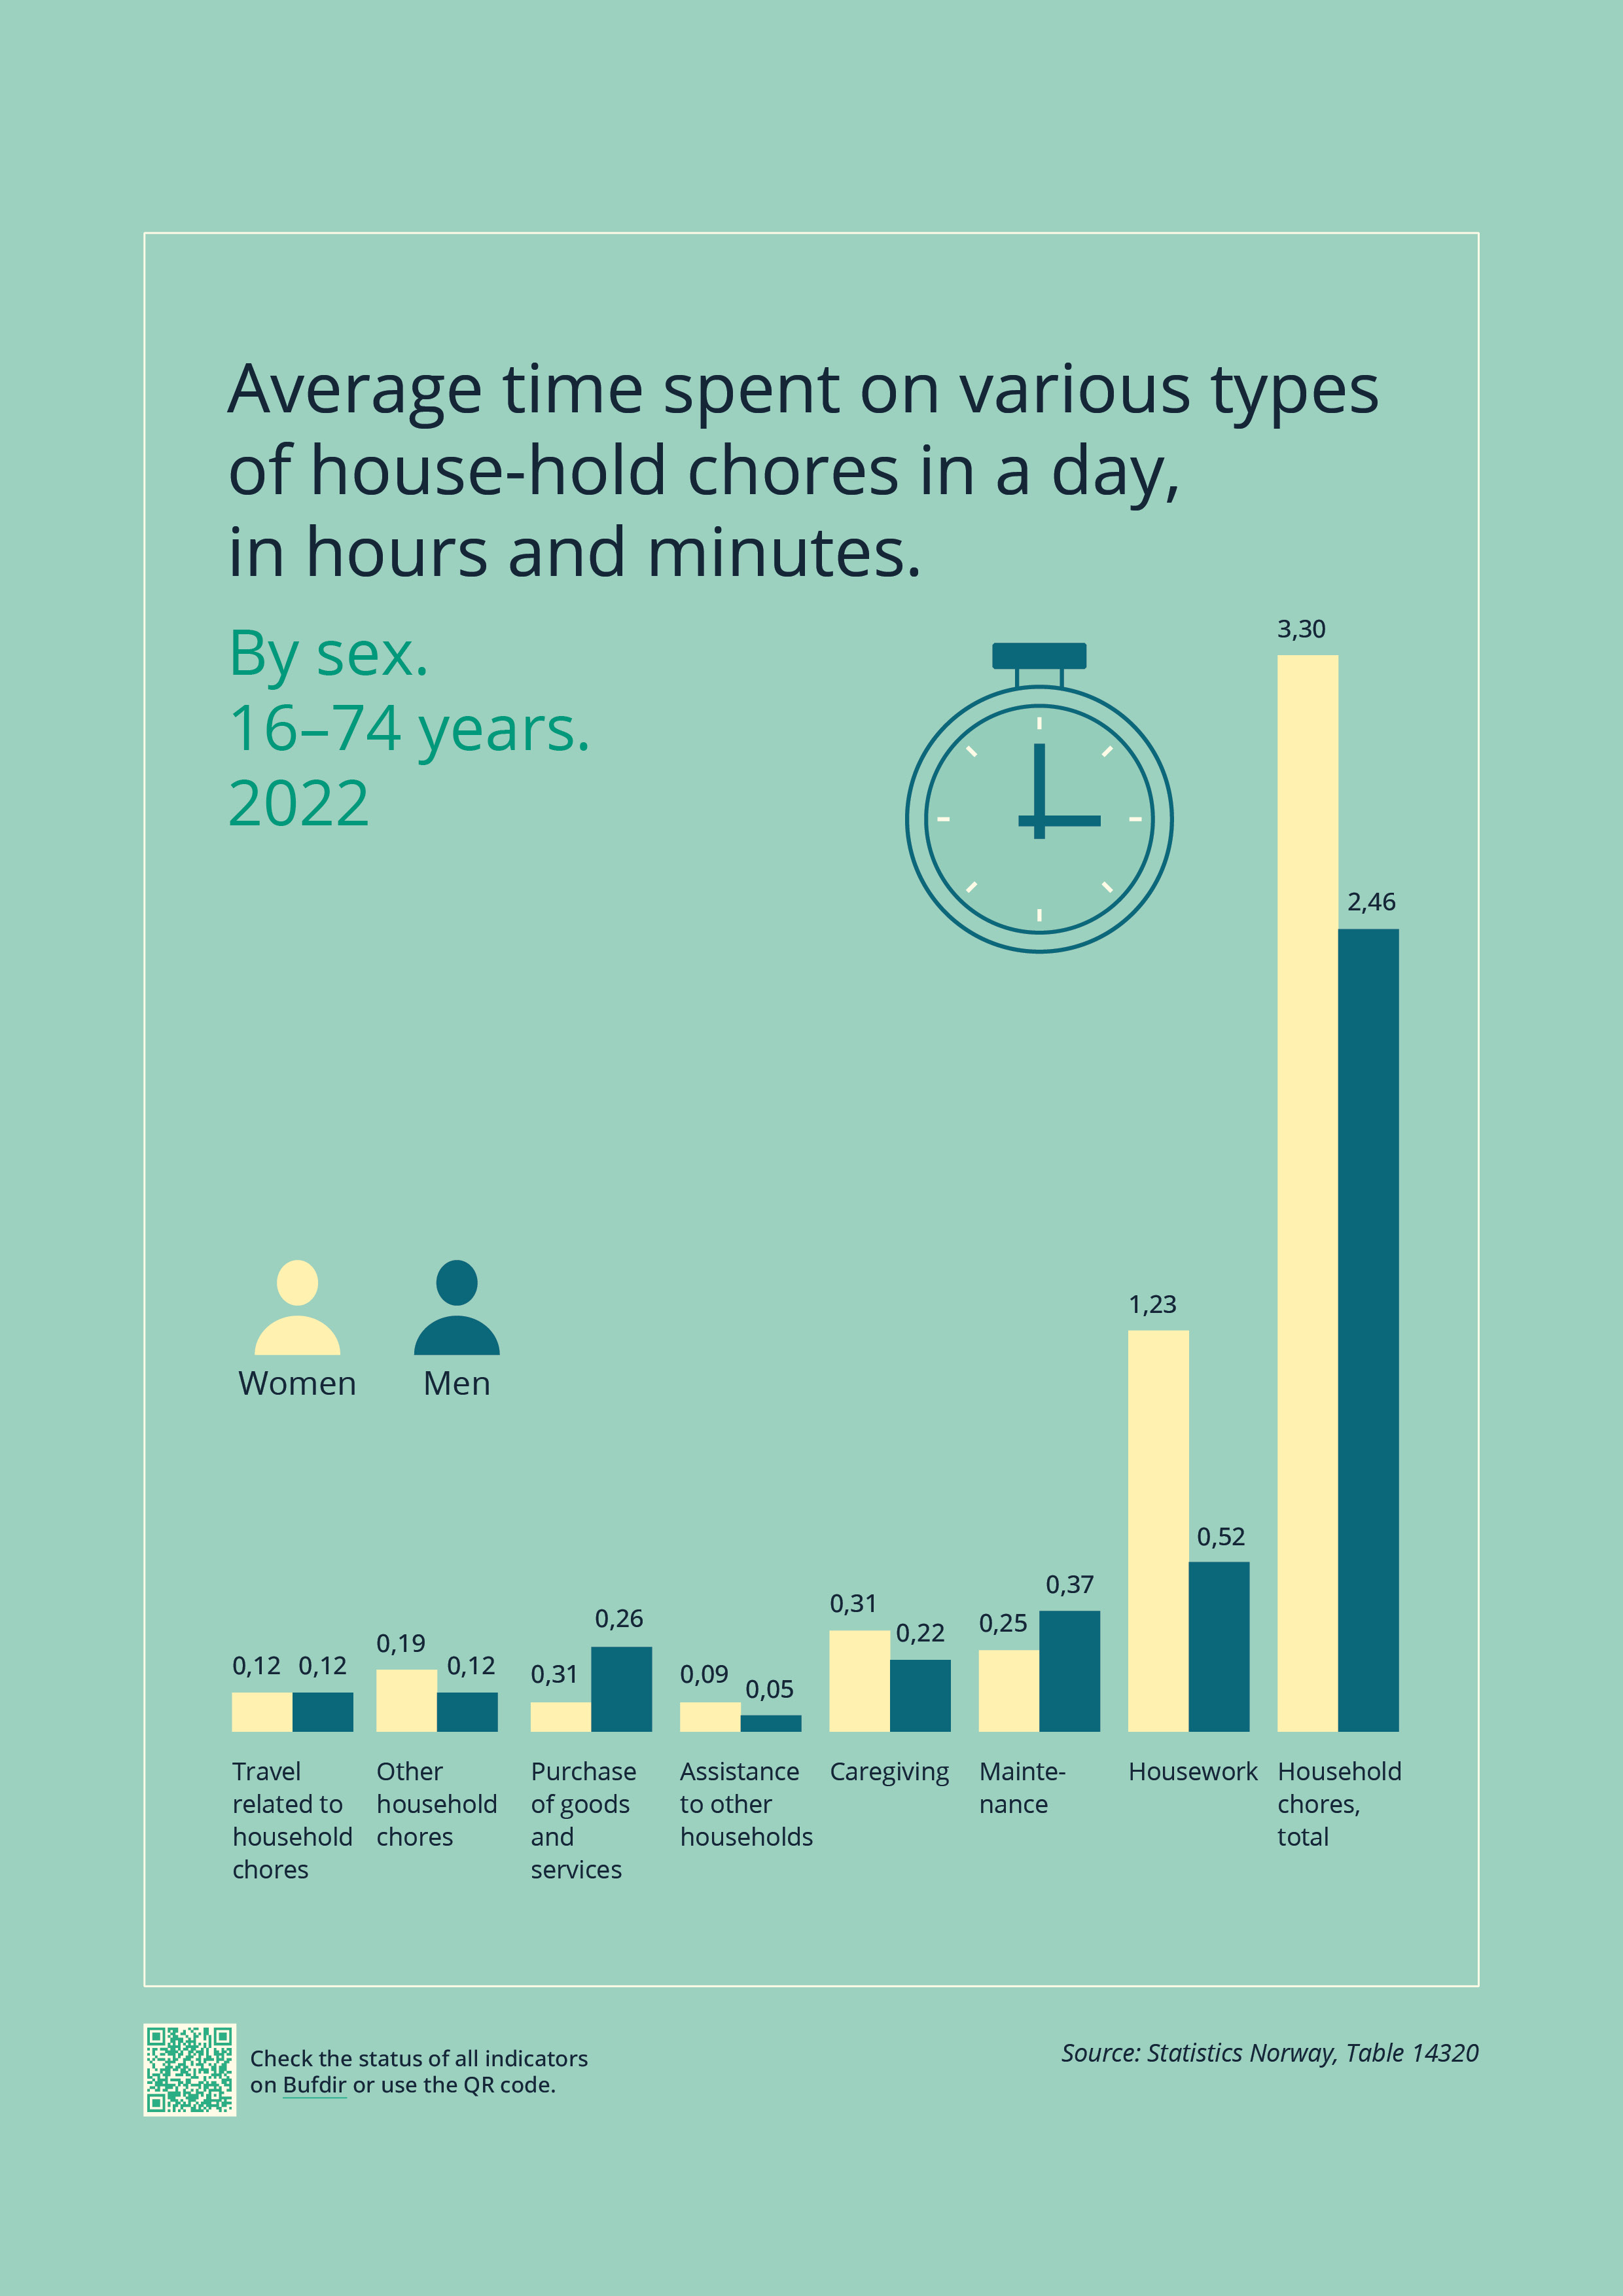 Average time spent on various types
of house-hold chores in a day,
in hours and minutes.
By sex.
16–74 years.
2022
Women
Men
0,12
0,12
0,19
0,12
0,31
0,26
0,09
0,05
0,31
0,22
0,25
0,37
1,23
0,52
3,30
2,46
Travel
related to
household
chores
Other
household
chores
Purchase
of goods
and
services
Assistance
to other
households
Caregiving
Mainte-
nance
Housework
Household
chores,
total
Check the status of all indicators
on Bufdir or use the QR code.
Source: Statistics Norway, Table 14320